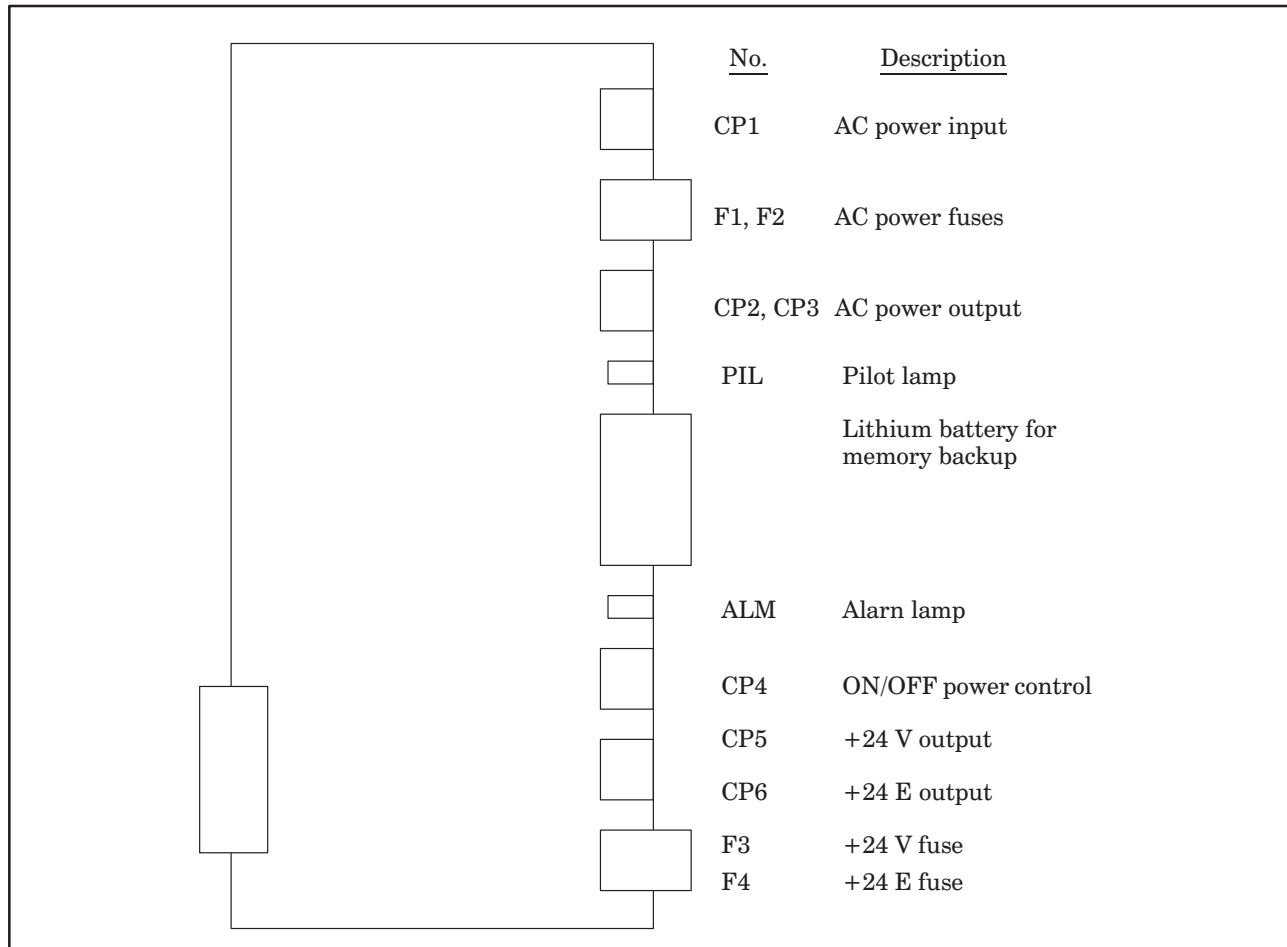 No. Description
CP1 AC power input
F1, F2 AC power fuses
CP2, CP3 AC power output
PIL Pilot lamp
Lithium battery for
memory backup
ALM Alarn lamp
CP4 ON/OFF power control
CP5 +24 V output
CP6 +24 E output
F3 +24 V fuse
F4 +24 E fuse